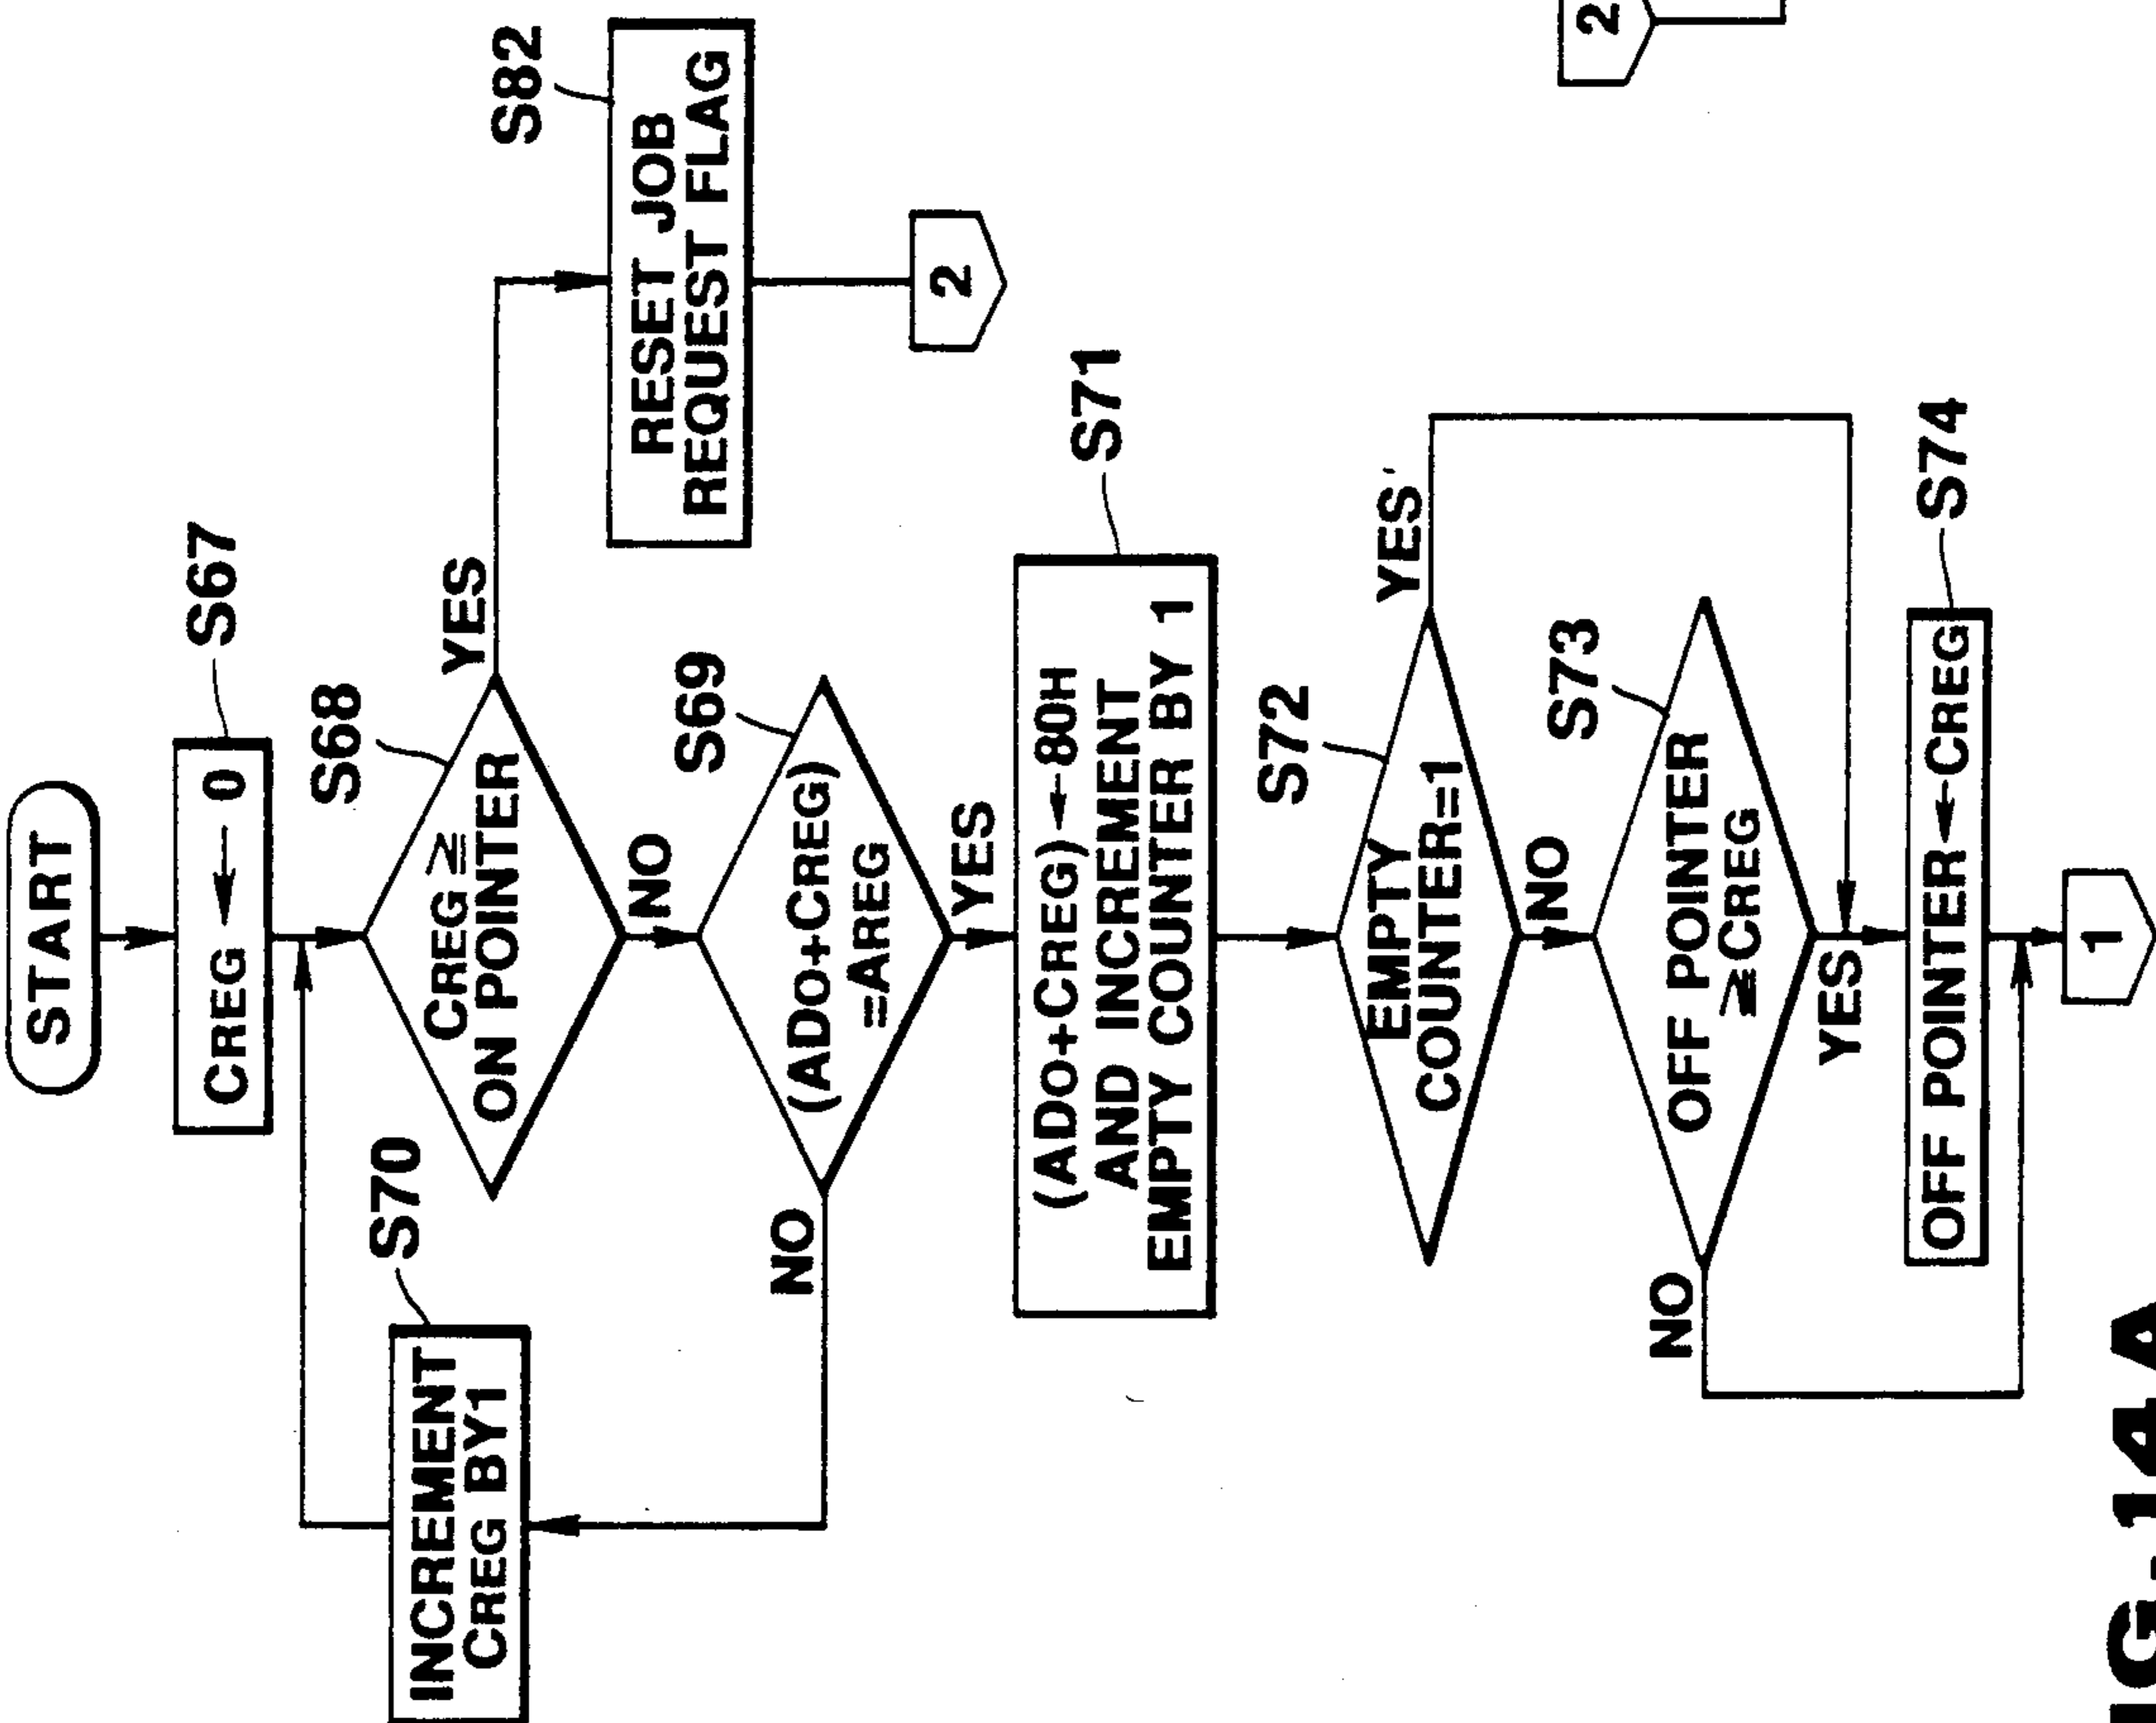 START
S67
CREG ← 0
S68
CREG ≥
ON POINTER
YES
S82
RESET JOB
REQUEST FLAG
2
NO
S69
(AD0+CREG)
=AREG
NO
S70
INCREMENT
CREG BY1
YES
S71
(AD0+CREG) ← 80H
AND INCREMENT
EMPTY COUNTER BY 1
S72
EMPTY
COUNTER=1
YES
NO
S73
OFF POINTER
≥ CREG
NO
YES
S74
OFF POINTER ← CREG
1
2